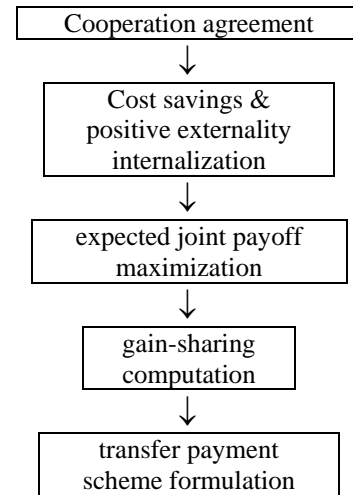 Cooperation agreement
Cost savings &
positive externality
internalization
expected joint payoff
maximization
gain-sharing
computation
transfer payment
scheme formulation